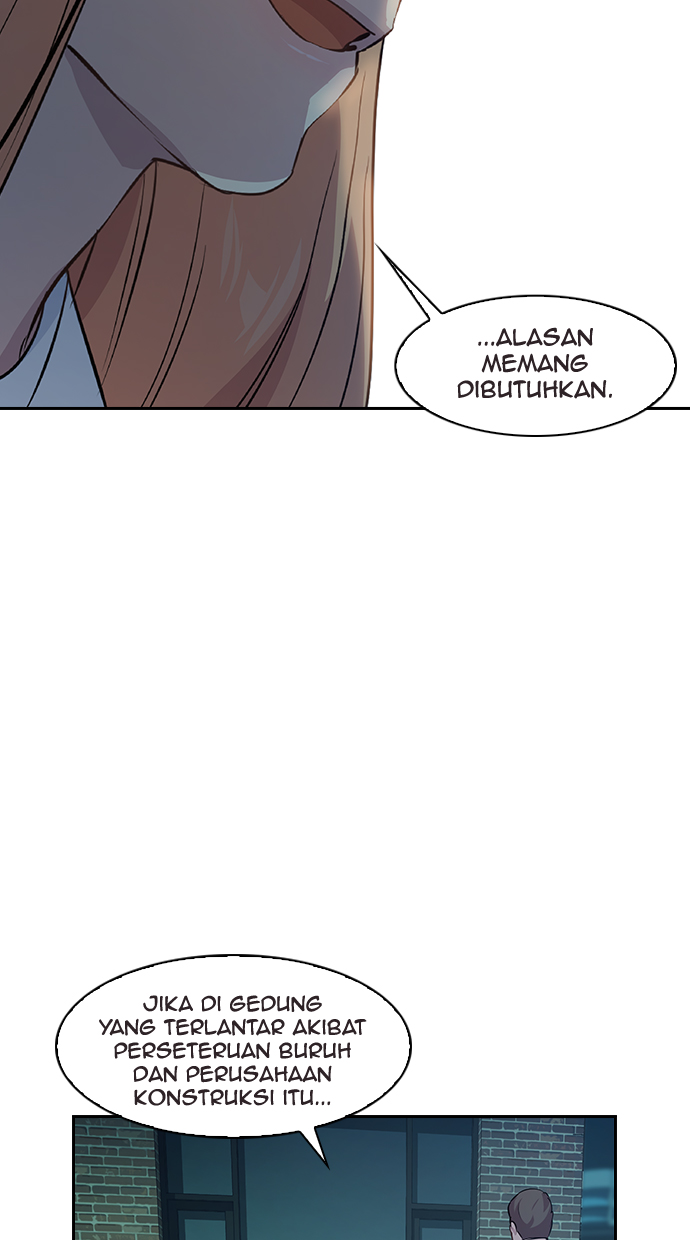 ...ALASAN
MEMANG
DIBUTUHKAN.
JIKA DI GEDUNG
YANG TERLANTAR AKIBAT
PERSETERUAN BURUH
DAN PERUSAHAAN
KONSTRUKSI ITU...